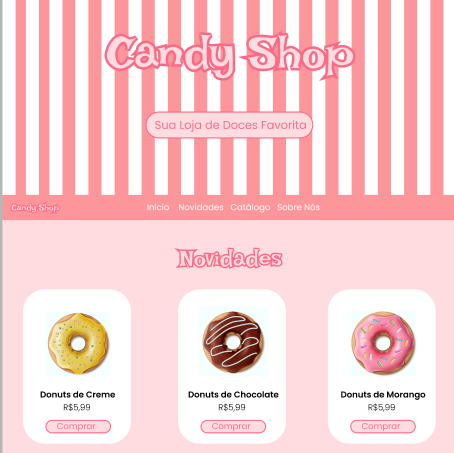 Candy Shop
Sua Loja de Doces Favorita
Candy Shop
Início Novidades Catálogo Sobre Nós
Novidades
Donuts de Creme
R$5,99
Comprar
Donuts de Chocolate
R$5,99
Comprar
Donuts de Morango
R$5,99
Comprar